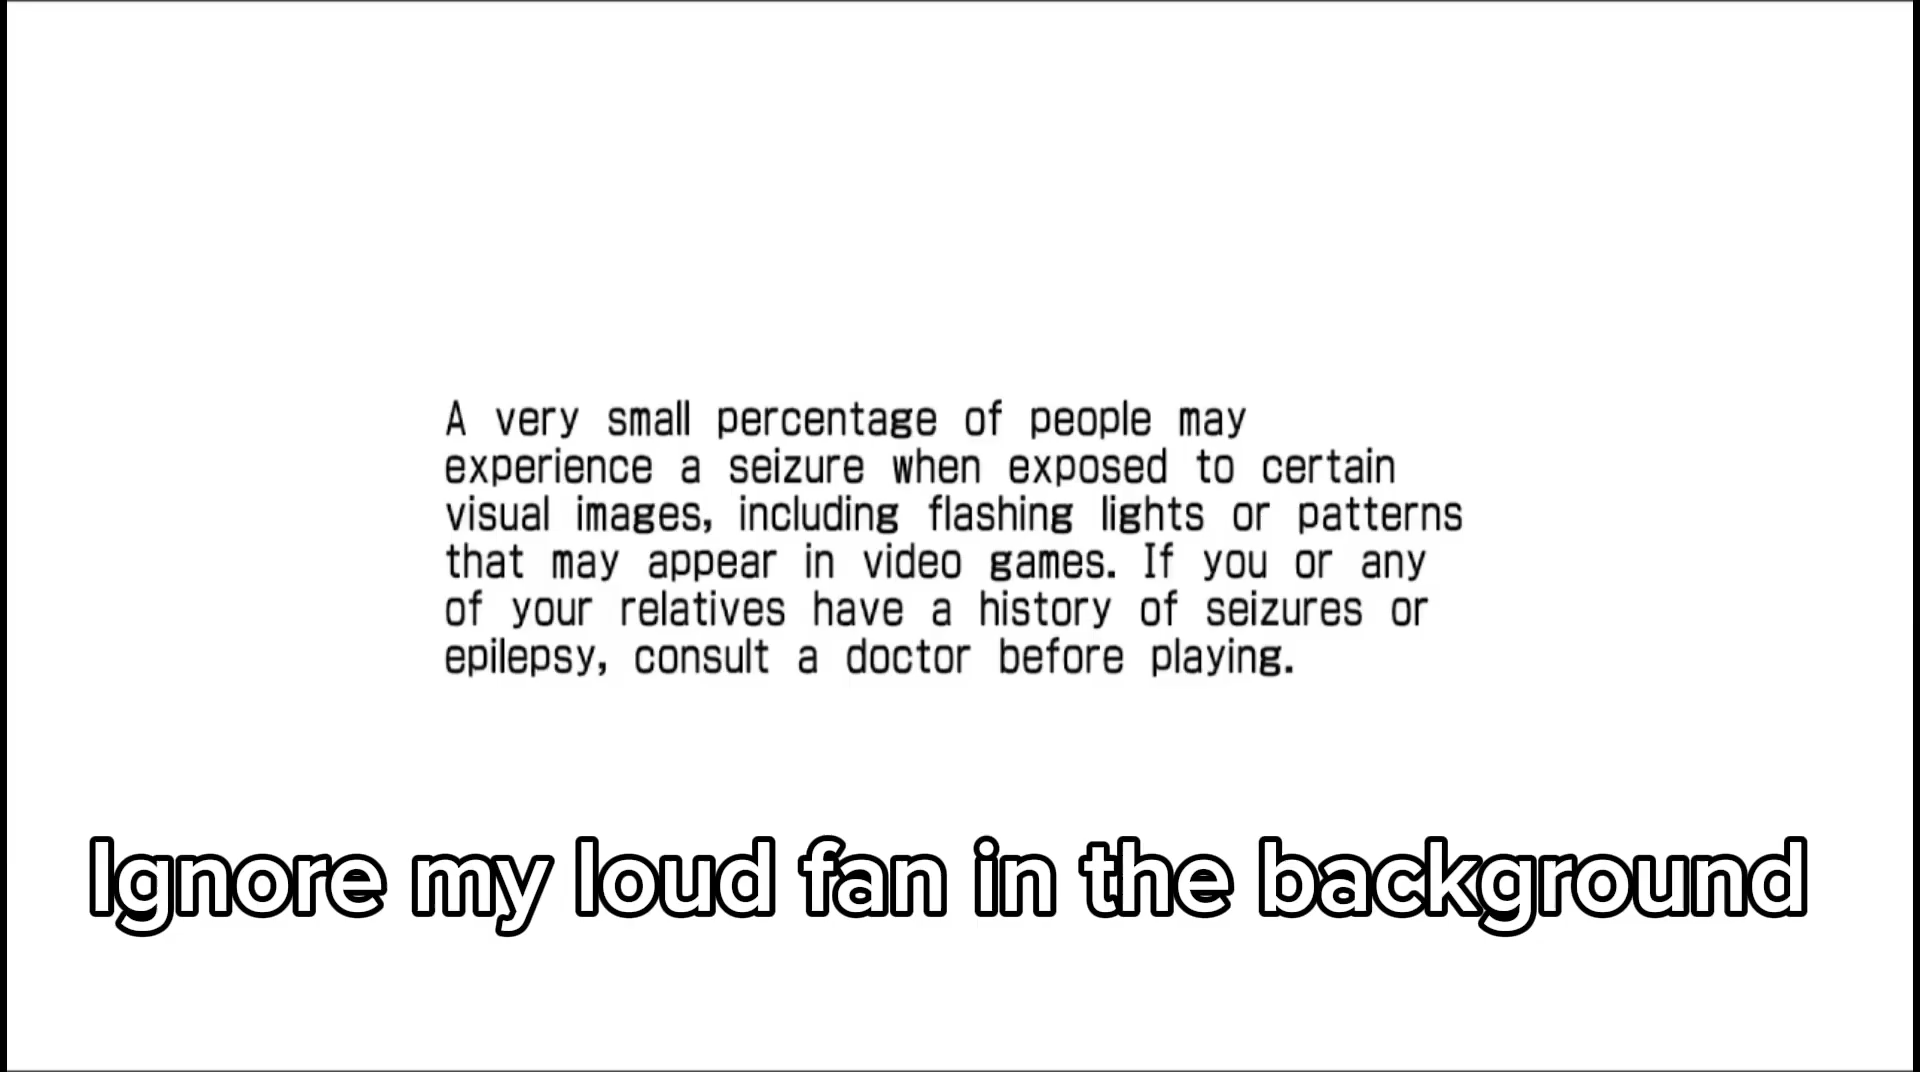 A very small percentage of people may
experience a seizure when exposed to certain
visual images, including flashing lights or patterns
that may appear in video games. If you or any
of your relatives have a history of seizures or
epilepsy, consult a doctor before playing.
Ignore my loud fan in the background